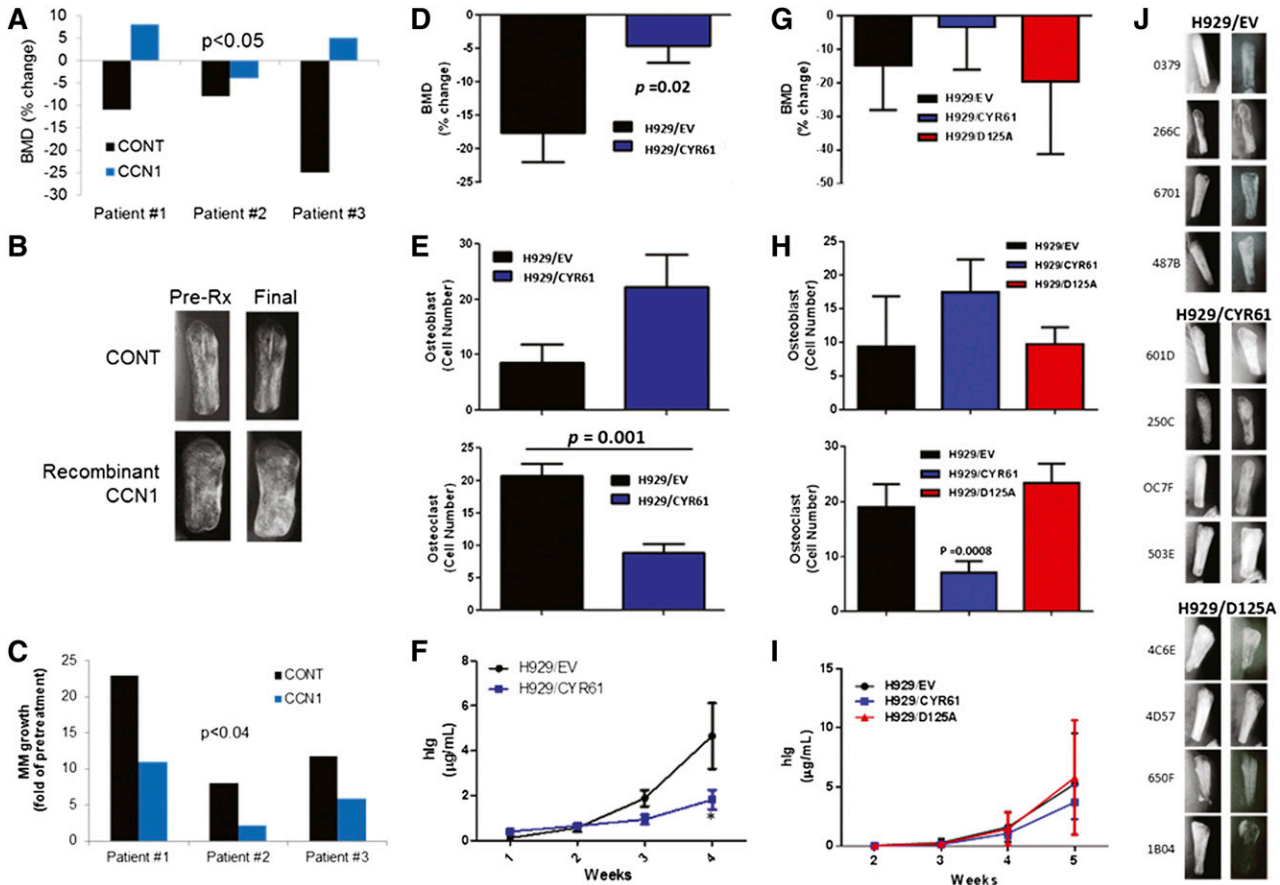 A
BMD (% change)
10
5
0
-5
-10
-15
-20
-25
-30
p<0.05
CONT
CCN1
Patient #1
Patient #2
Patient #3
B
Pre-Rx
Final
CONT
Recombinant
CCN1
C
MM growth
(fold of pretreatment)
25
20
15
10
5
0
CONT
CCN1
p<0.04
Patient #1
Patient #2
Patient #3
D
BMD
(% change)
0
-5
-10
-15
-20
-25
p =0.02
H929/EV
H929/CYR61
E
Osteoblast
(Cell Number)
30
20
10
0
H929/EV
H929/CYR61
Osteoclast
(Cell Number)
25
20
15
10
5
0
p = 0.001
H929/EV
H929/CYR61
F
hIg
(µg/mL)
8
6
4
2
0
H929/EV
H929/CYR61
*
1
2
3
4
Weeks
G
BMD
(% change)
0
-10
-20
-30
-40
-50
H929/EV
H929/CYR61
H929/D125A
H
Osteoblast
(Cell Number)
25
20
15
10
5
0
H929/EV
H929/CYR61
H929/D125A
Osteoclast
(Cell Number)
30
20
10
0
H929/EV
H929/CYR61
H929/D125A
P =0.0008
I
hIg
(µg/mL)
15
10
5
0
H929/EV
H929/CYR61
H929/D125A
2
3
4
5
Weeks
J
H929/EV
0379
266C
6701
487B
H929/CYR61
601D
250C
OC7F
503E
H929/D125A
4C6E
4D57
650F
1B04